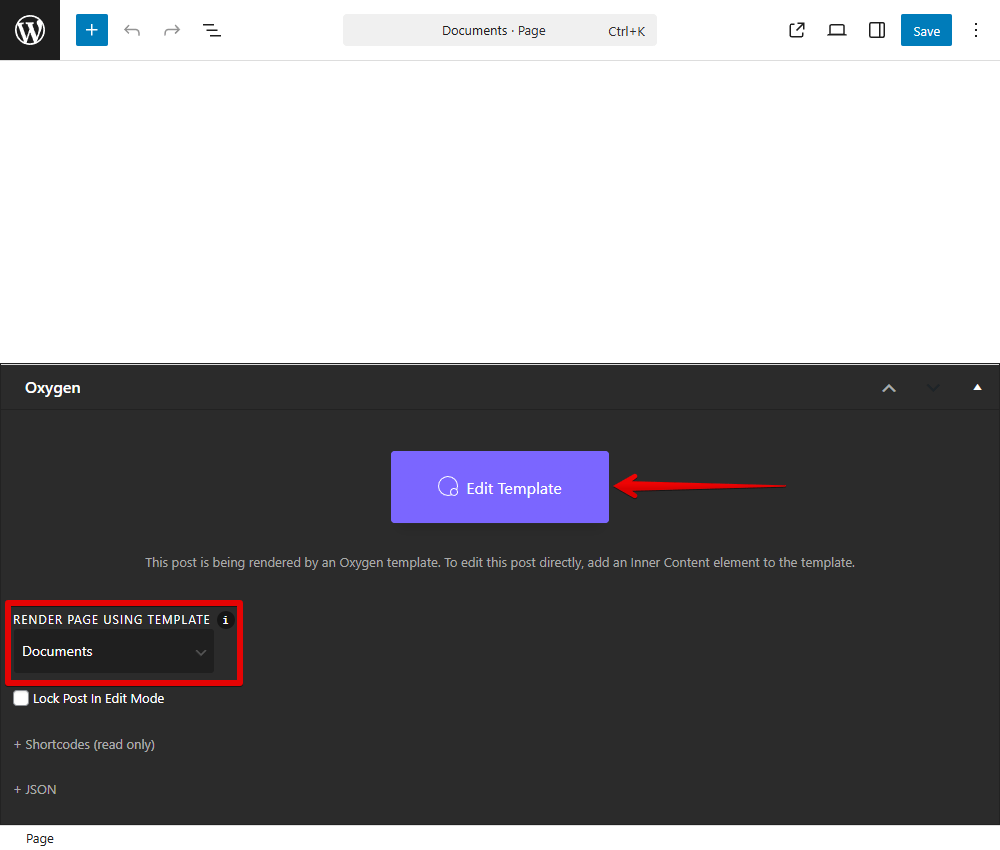 Documents · Page Ctrl+K
Save
Oxygen
Edit Template
This post is being rendered by an Oxygen template. To edit this post directly, add an Inner Content element to the template.
RENDER PAGE USING TEMPLATE i
Documents
Lock Post In Edit Mode
+ Shortcodes (read only)
+ JSON
Page